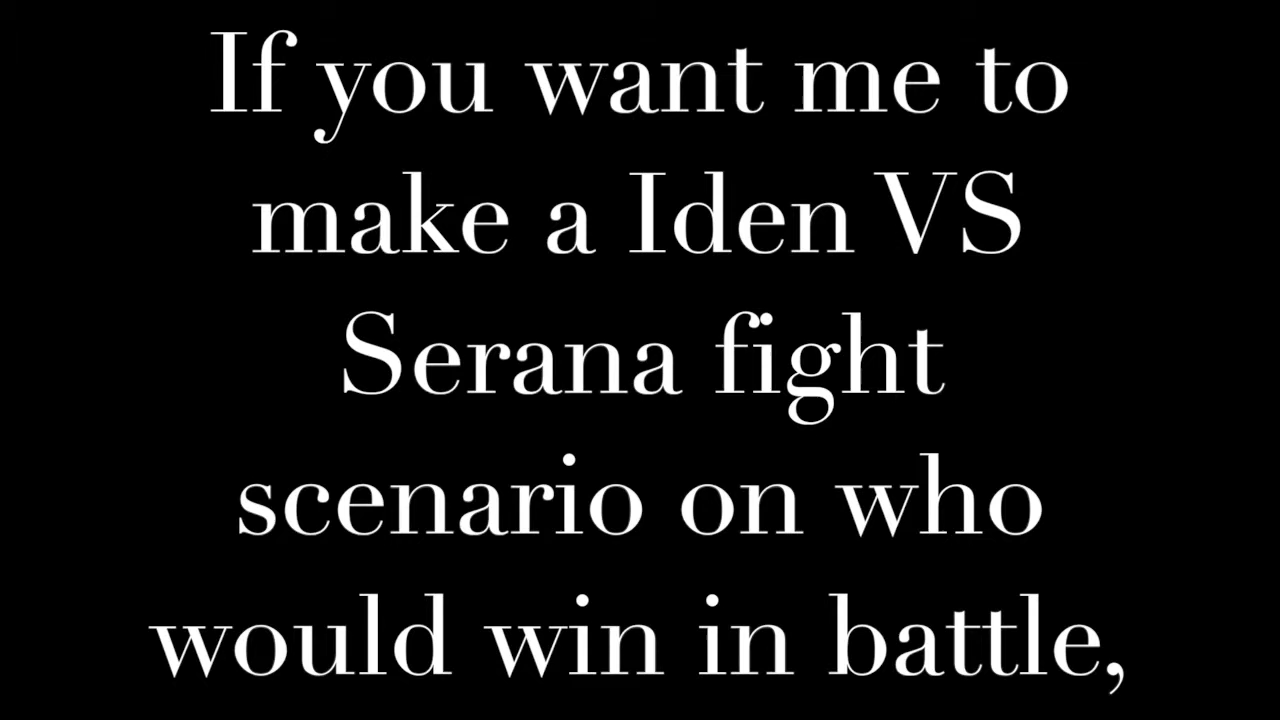 If you want me to
make a Iden VS
Serana fight
scenario on who
would win in battle,